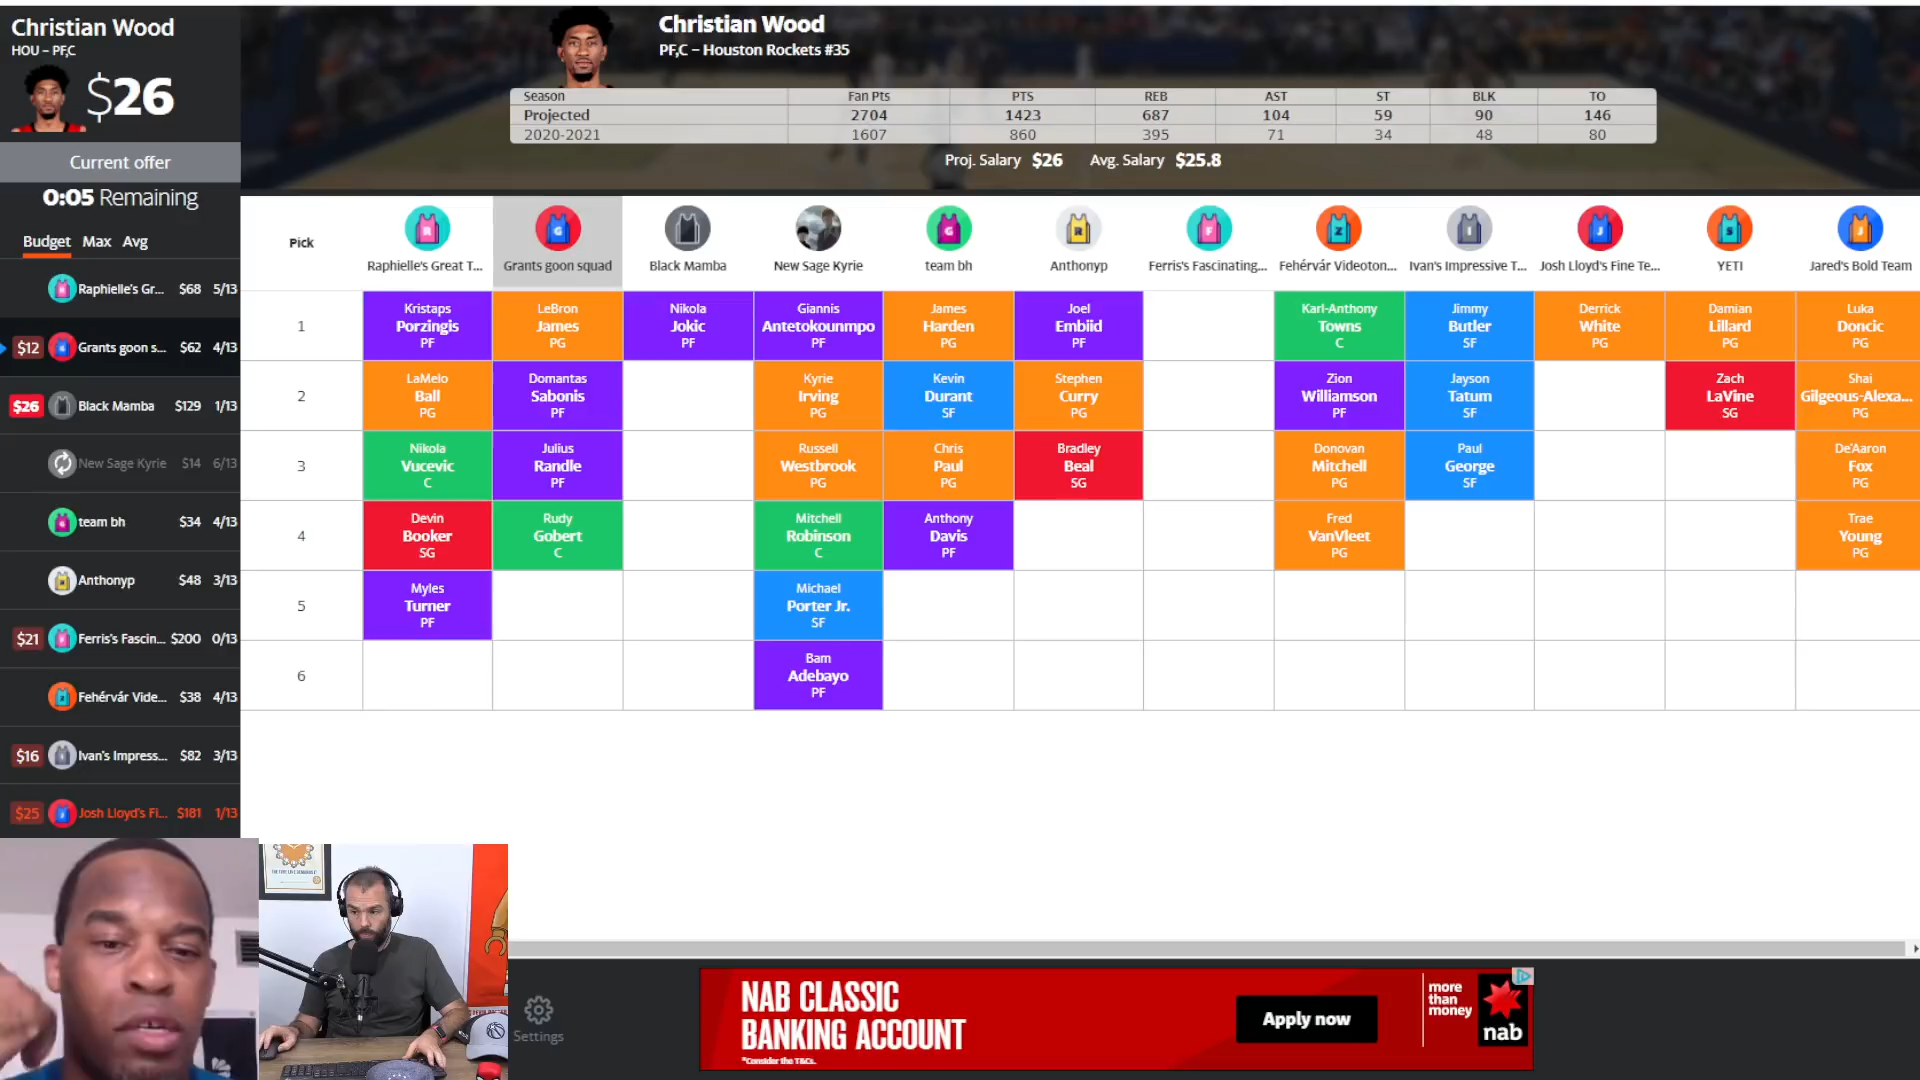 Christian Wood
HOU – PF,C
$26
Current offer
0:05 Remaining
Budget Max Avg
Raphielle's Gr... $68 5/13
$12 Grants goon s... $62 4/13
$26 Black Mamba $129 1/13
New Sage Kyrie $14 6/13
team bh $34 4/13
Anthonyp $48 3/13
$21 Ferris's Fascin... $200 0/13
Fehérvár Vide... $38 4/13
$16 Ivan's Impress... $82 3/13
$25 Josh Lloyd's Fi... $181 1/13
Christian Wood
PF,C – Houston Rockets #35
Season Fan Pts PTS REB AST ST BLK TO
Projected 2704 1423 687 104 59 90 146
2020-2021 1607 860 395 71 34 48 80
Proj. Salary $26 Avg. Salary $25.8
Pick
Raphielle's Great T... Grants goon squad Black Mamba New Sage Kyrie team bh Anthonyp Ferris's Fascinating... Fehérvár Videoton... Ivan's Impressive T... Josh Lloyd's Fine Te... YETI Jared's Bold Team
Kristaps LeBron Nikola Giannis James Joel Karl-Anthony Jimmy Derrick Damian Luka
1 Porzingis James Jokic Antetokounmpo Harden Embiid Towns Butler White Lillard Doncic
PF PG PF PF PG PF C SF PG PG PG
LaMelo Domantas Kyrie Kevin Stephen Zion Jayson Zach Shai
2 Ball Sabonis Irving Durant Curry Williamson Tatum LaVine Gilgeous-Alexa...
PG PF PG SF PG PF SF SG PG
Nikola Julius Russell Chris Bradley Donovan Paul De'Aaron
3 Vucevic Randle Westbrook Paul Beal Mitchell George Fox
C PF PG PG SG PG SF PG
Devin Rudy Mitchell Anthony Fred Trae
4 Booker Gobert Robinson Davis VanVleet Young
SG C C PF PG PG
Myles Michael
5 Turner Porter Jr.
PF SF
Bam
6 Adebayo
PF
Settings
NAB CLASSIC
BANKING ACCOUNT
*Consider the T&Cs.
Apply now
more
than
money
nab